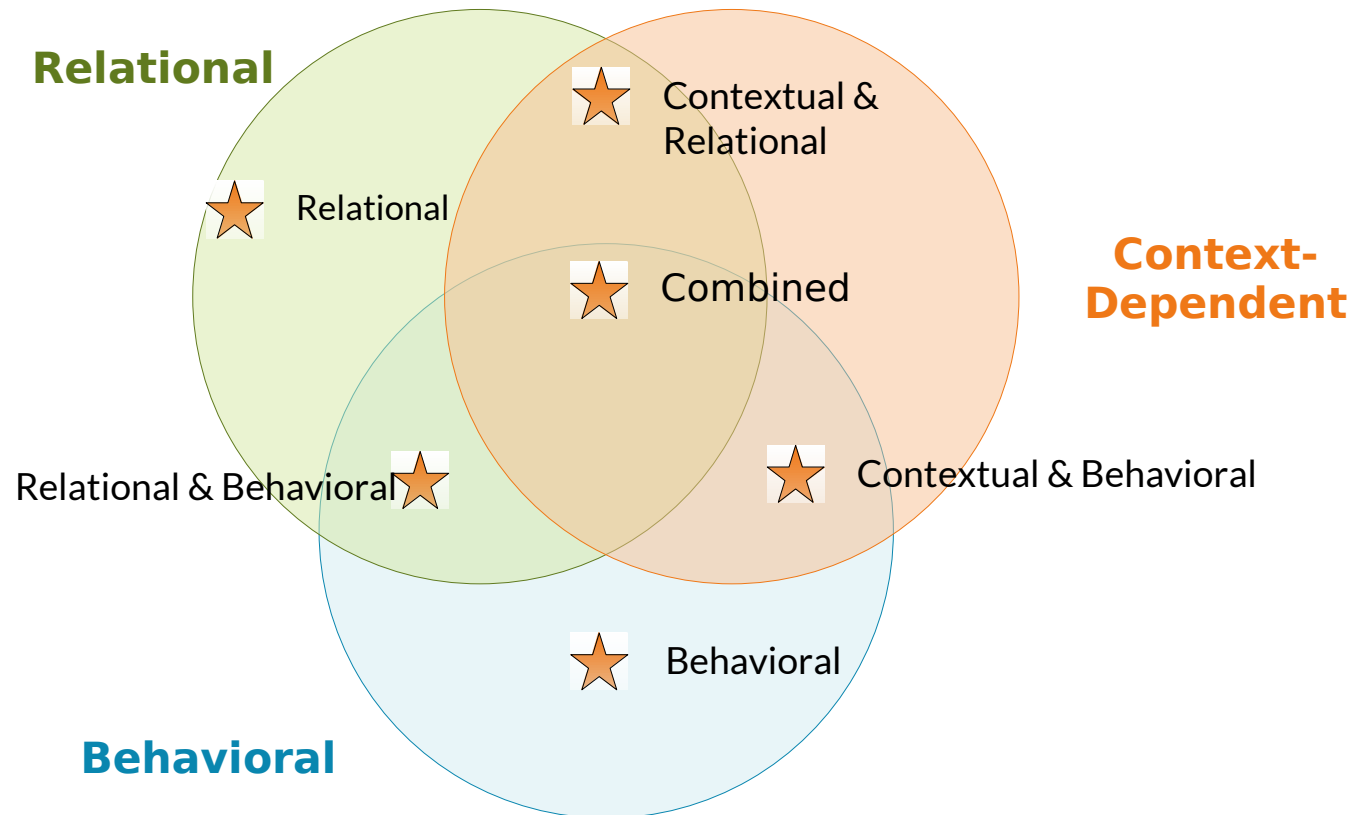 Relational
Contextual &
Relational
Relational
Context-
Dependent
Combined
Relational & Behavioral
Contextual & Behavioral
Behavioral
Behavioral